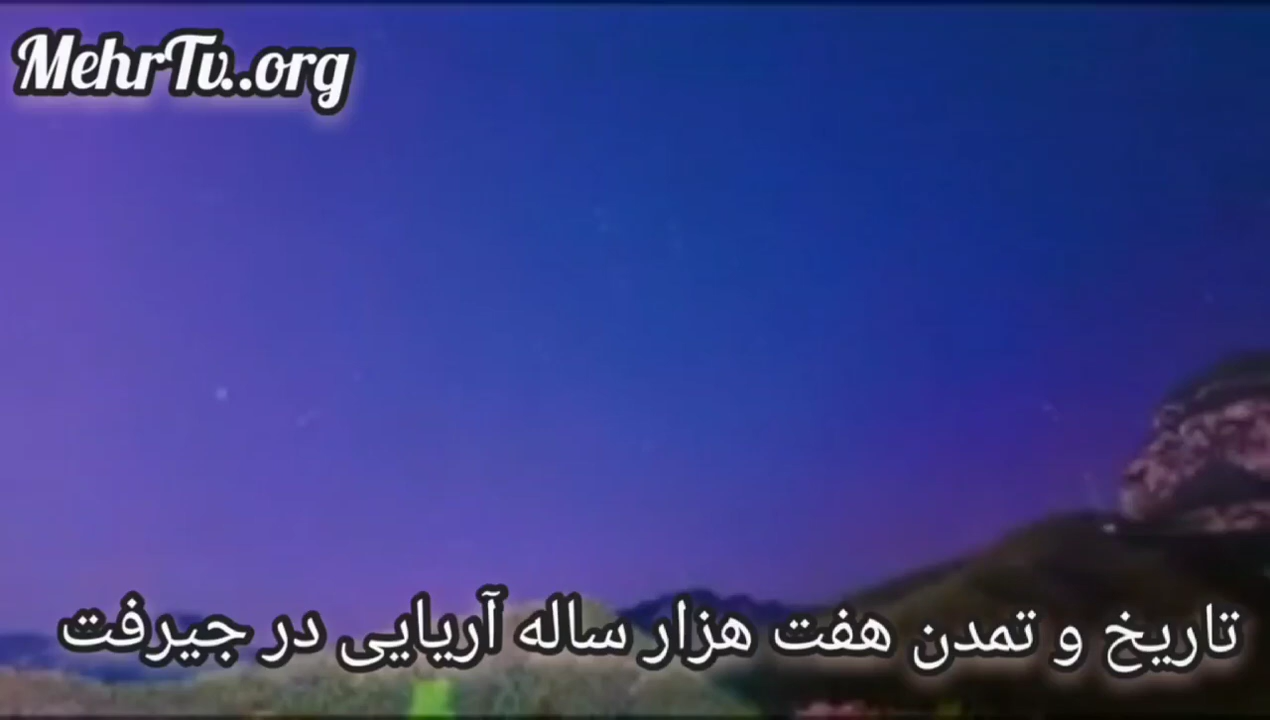 MehrTv..org
تاریخ و تمدن هفت هزار ساله آریایی در جیرفت